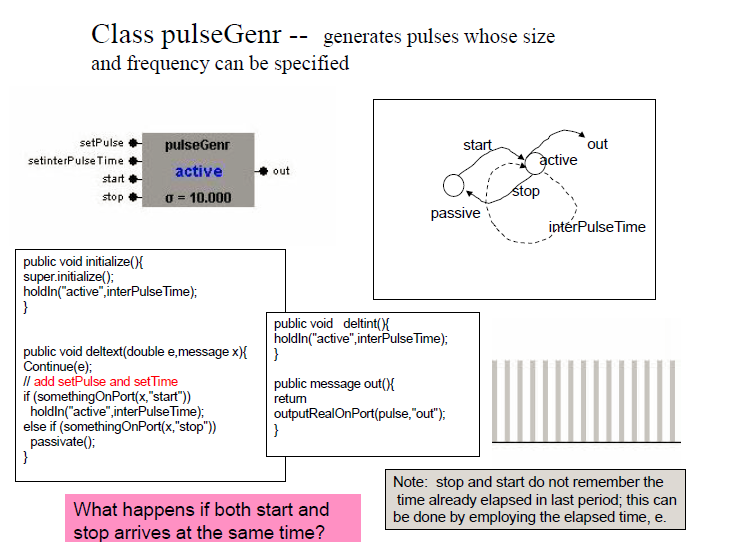 Class pulseGenr -- generates pulses whose size
and frequency can be specified
setPulse
setinterPulseTime
start
stop
pulseGenr
active
σ = 10.000
out
start
out
active
stop
passive
interPulseTime
public void initialize(){
super.initialize();
holdIn("active",interPulseTime);
}
public void deltext(double e,message x){
Continue(e);
// add setPulse and setTime
if (somethingOnPort(x,"start"))
holdIn("active",interPulseTime);
else if (somethingOnPort(x,"stop"))
passivate();
}
public void deltint(){
holdIn("active",interPulseTime);
}
public message out(){
return
outputRealOnPort(pulse,"out");
}
Note: stop and start do not remember the
time already elapsed in last period; this can
be done by employing the elapsed time, e.
What happens if both start and
stop arrives at the same time?